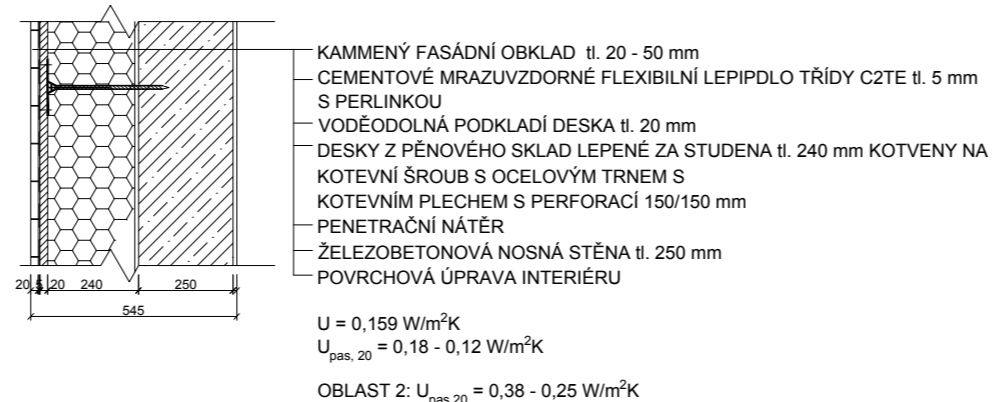 KAMMENÝ FASÁDNÍ OBKLAD tl. 20 - 50 mm
CEMENTOVÉ MRAZUVZDORNÉ FLEXIBILNÍ LEPIPDLO TŘÍDY C2TE tl. 5 mm
S PERLINKOU
VODĚODOLNÁ PODKLADÍ DESKA tl. 20 mm
DESKY Z PĚNOVÉHO SKLAD LEPENÉ ZA STUDENA tl. 240 mm KOTVENY NA
KOTEVNÍ ŠROUB S OCELOVÝM TRNEM S
KOTEVNÍM PLECHEM S PERFORACÍ 150/150 mm
PENETRAČNÍ NÁTĚR
ŽELEZOBETONOVÁ NOSNÁ STĚNA tl. 250 mm
POVRCHOVÁ ÚPRAVA INTERIÉRU
20 5 20 240 250
545
U = 0,159 W/m²K
U_pas, 20 = 0,18 - 0,12 W/m²K
OBLAST 2: U_pas,20 = 0,38 - 0,25 W/m²K